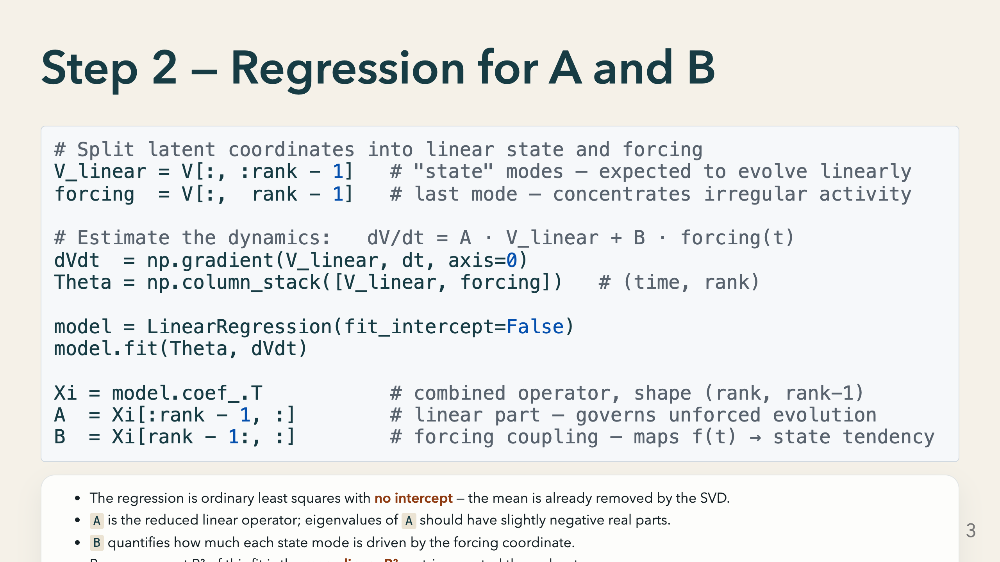 Step 2 – Regression for A and B
# Split latent coordinates into linear state and forcing
V_linear = V[:, :rank - 1]   # "state" modes – expected to evolve linearly
forcing  = V[:,  rank - 1]   # last mode – concentrates irregular activity
# Estimate the dynamics:   dV/dt = A · V_linear + B · forcing(t)
dVdt  = np.gradient(V_linear, dt, axis=0)
Theta = np.column_stack([V_linear, forcing])   # (time, rank)
model = LinearRegression(fit_intercept=False)
model.fit(Theta, dVdt)
Xi = model.coef_.T           # combined operator, shape (rank, rank-1)
A  = Xi[:rank - 1, :]        # linear part – governs unforced evolution
B  = Xi[rank - 1:, :]        # forcing coupling – maps f(t) → state tendency
• The regression is ordinary least squares with no intercept – the mean is already removed by the SVD.
• A is the reduced linear operator; eigenvalues of A should have slightly negative real parts.
• B quantifies how much each state mode is driven by the forcing coordinate.
R² of this fit is the
3